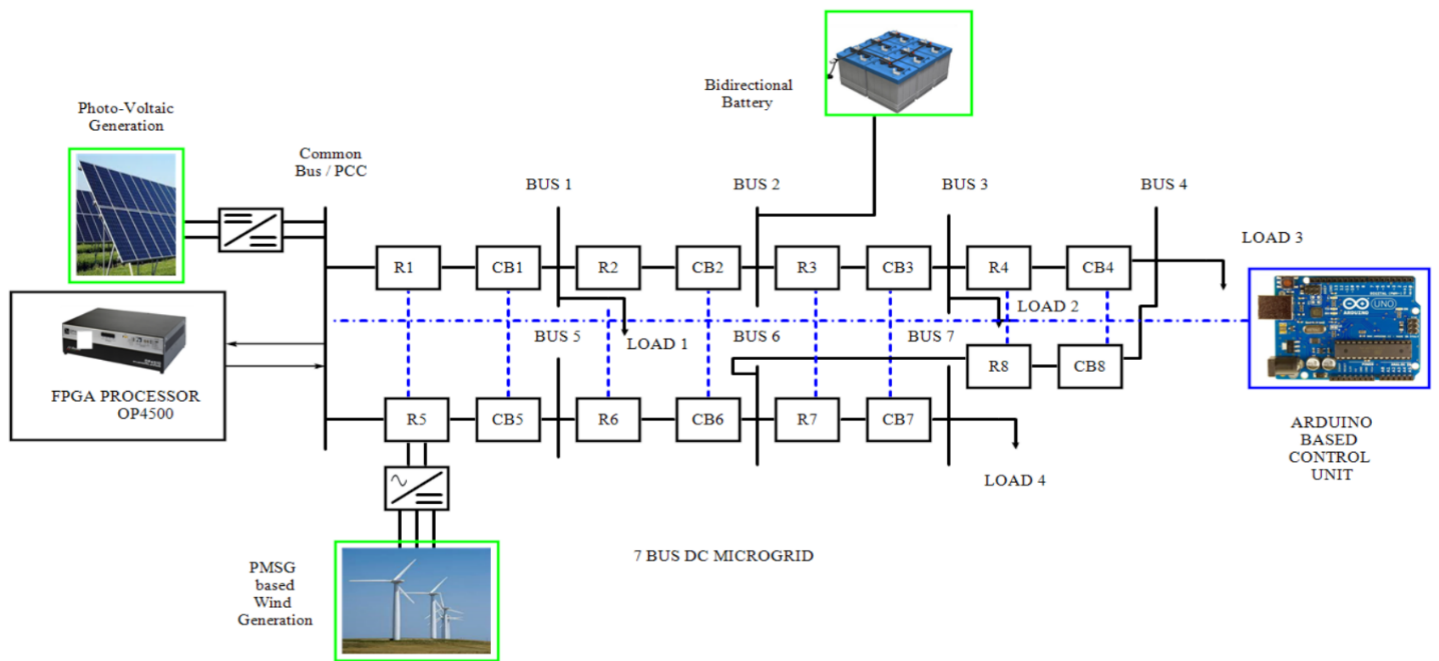 Bidirectional
Battery
Photo-Voltaic
Generation
Common
Bus / PCC
BUS 1
BUS 2
BUS 3
BUS 4
LOAD 3
R1
CB1
R2
CB2
R3
CB3
R4
CB4
LOAD 2
LOAD 1
BUS 5
BUS 6
BUS 7
R8
CB8
UNO
ARDUINO
FPGA PROCESSOR
OP4500
R5
CB5
R6
CB6
R7
CB7
LOAD 4
ARDUINO
BASED
CONTROL
UNIT
7 BUS DC MICROGRID
PMSG
based
Wind
Generation